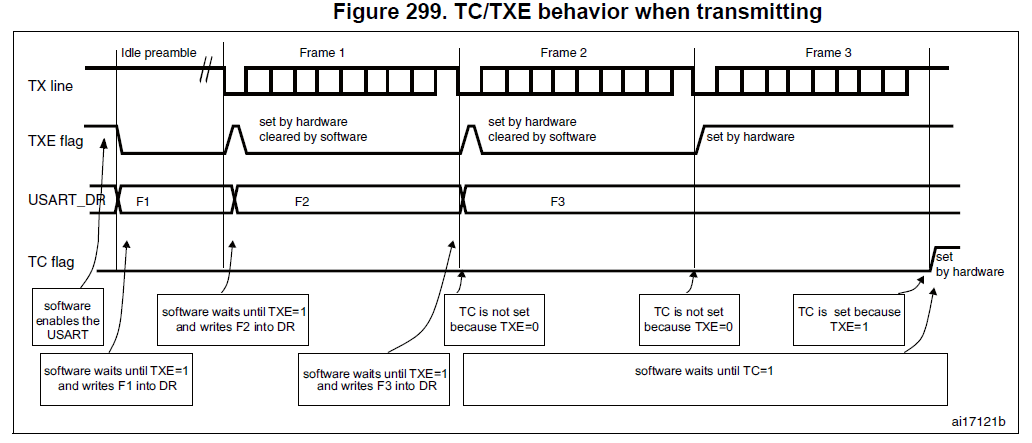 Figure 299. TC/TXE behavior when transmitting
Idle preamble
Frame 1
Frame 2
Frame 3
TX line
TXE flag
set by hardware
cleared by software
set by hardware
cleared by software
set by hardware
USART_DR
F1
F2
F3
TC flag
set
by hardware
software
enables the
USART
software waits until TXE=1
and writes F2 into DR
TC is not set
because TXE=0
TC is not set
because TXE=0
TC is set because
TXE=1
software waits until TXE=1
and writes F1 into DR
software waits until TXE=1
and writes F3 into DR
software waits until TC=1
ai17121b